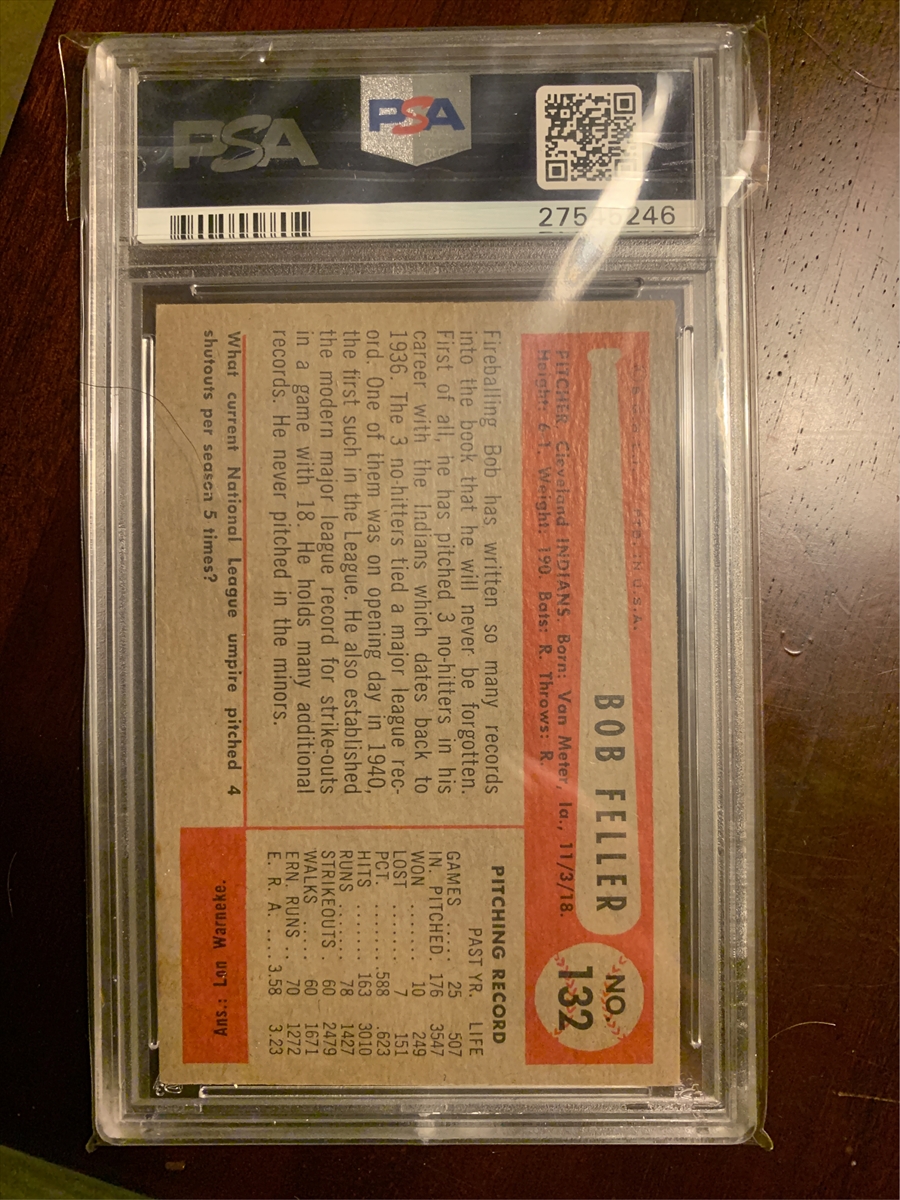 PSA
PSA
275 6246
BOB FELLER
NO.
132
PITCHER, Cleveland INDIANS. Born: Van Meter, Ia., 11/3/18.
Height: 6-1. Weight: 190. Bats: R. Throws: R.
Fireballing Bob has written so many records
into the book that he will never be forgotten.
First of all, he has pitched 3 no-hitters in his
career with the Indians which dates back to
1936. The 3 no-hitters tied a major league rec-
ord. One of them was on opening day in 1940,
the first such in the League. He also established
the modern major league record for strike-outs
in a game with 18. He holds many additional
records. He never pitched in the minors.
PITCHING RECORD
PAST YR. LIFE
GAMES ..... 25 507
IN. PITCHED. 176 3547
WON ....... 10 249
LOST ....... 7 151
PCT. ....... .588 .623
HITS ....... 163 3010
RUNS ...... 78 1427
STRIKEOUTS . 60 2479
WALKS ..... 60 1671
ERN. RUNS .. 70 1272
E. R. A. .... 3.58 3.23
What current National League umpire pitched 4
shutouts per season 5 times?
Ans.: Lon Warneke.
IN U.S.A.